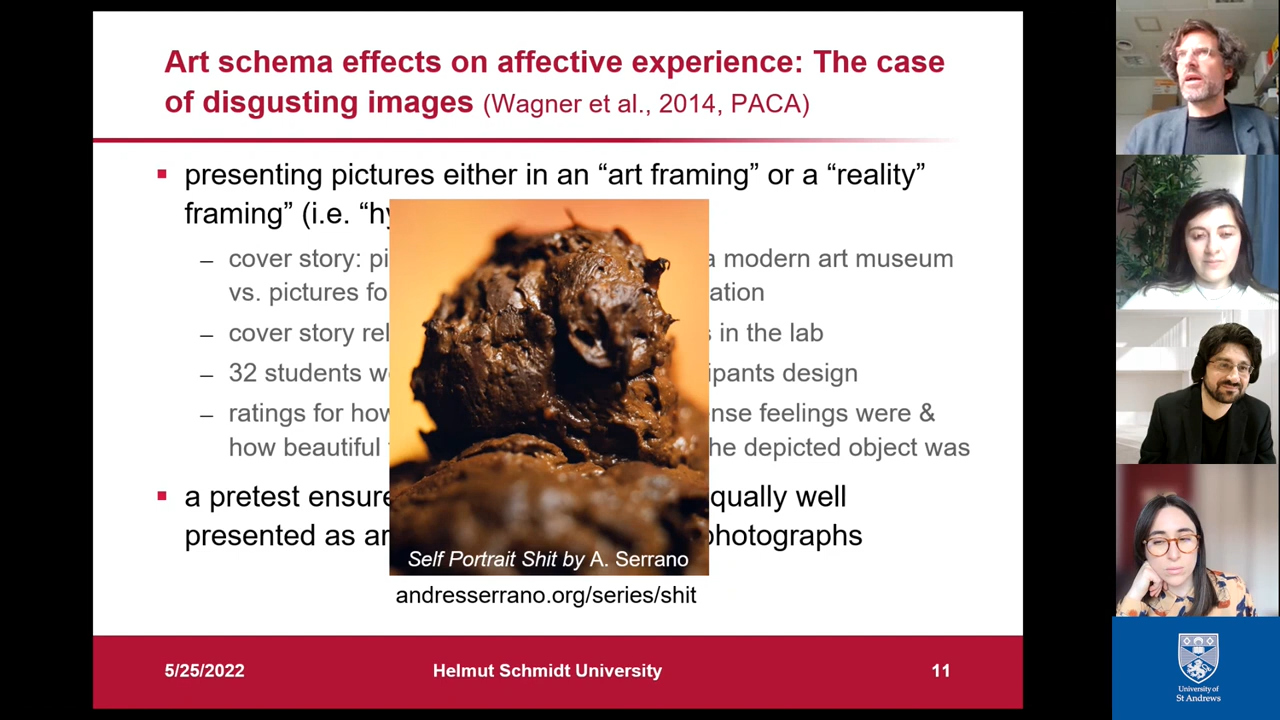 Art schema effects on affective experience: The case
of disgusting images (Wagner et al., 2014, PACA)
▪ presenting pictures either in an “art framing” or a “reality”
framing” (i.e. “h
– cover story: pi a modern art museum
vs. pictures fo ation
– cover story rel s in the lab
– 32 students w ipants design
– ratings for how nse feelings were &
how beautiful he depicted object was
▪ a pretest ensure qually well
presented as a photographs
Self Portrait Shit by A. Serrano
andresserrano.org/series/shit
5/25/2022 Helmut Schmidt University 11
University of
St Andrews